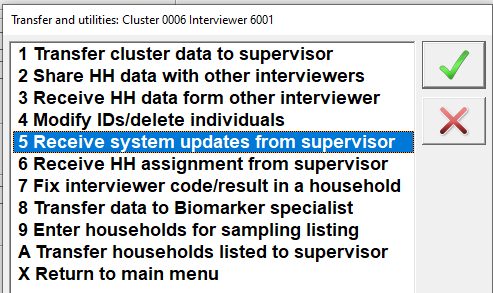 Transfer and utilities: Cluster 0006 Interviewer 6001
1 Transfer cluster data to supervisor
2 Share HH data with other interviewers
3 Receive HH data form other interviewer
4 Modify IDs/delete individuals
5 Receive system updates from supervisor
6 Receive HH assignment from supervisor
7 Fix interviewer code/result in a household
8 Transfer data to Biomarker specialist
9 Enter households for sampling listing
A Transfer households listed to supervisor
X Return to main menu